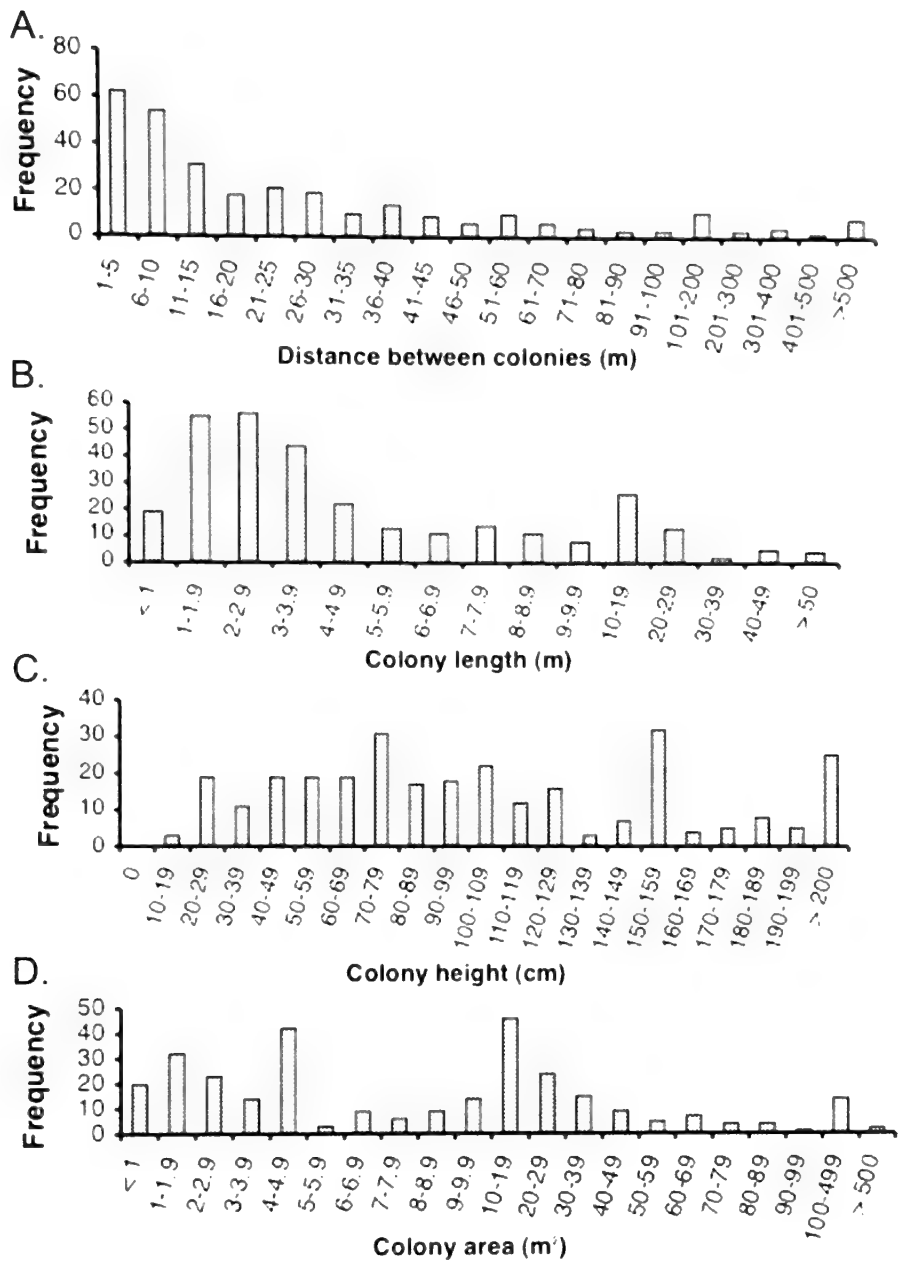 A.
Frequency
80
60
40
20
0
1-5 6-10 11-15 16-20 21-25 26-30 31-35 36-40 41-45 46-50 51-60 61-70 71-80 81-90 91-100 101-200 201-300 301-400 401-500 >500
Distance between colonies (m)
B.
Frequency
60
50
40
30
20
10
0
<1 1-1.9 2-2.9 3-3.9 4-4.9 5-5.9 6-6.9 7-7.9 8-8.9 9-9.9 10-19 20-29 30-39 40-49 >50
Colony length (m)
C.
Frequency
40
30
20
10
0
0 10-19 20-29 30-39 40-49 50-59 60-69 70-79 80-89 90-99 100-109 110-119 120-129 130-139 140-149 150-159 160-169 170-179 180-189 190-199 >200
Colony height (cm)
D.
Frequency
50
40
30
20
10
0
<1 1-1.9 2-2.9 3-3.9 4-4.9 5-5.9 6-6.9 7-7.9 8-8.9 9-9.9 10-19 20-29 30-39 40-49 50-59 60-69 70-79 80-89 90-99 100-499 >500
Colony area (m²)